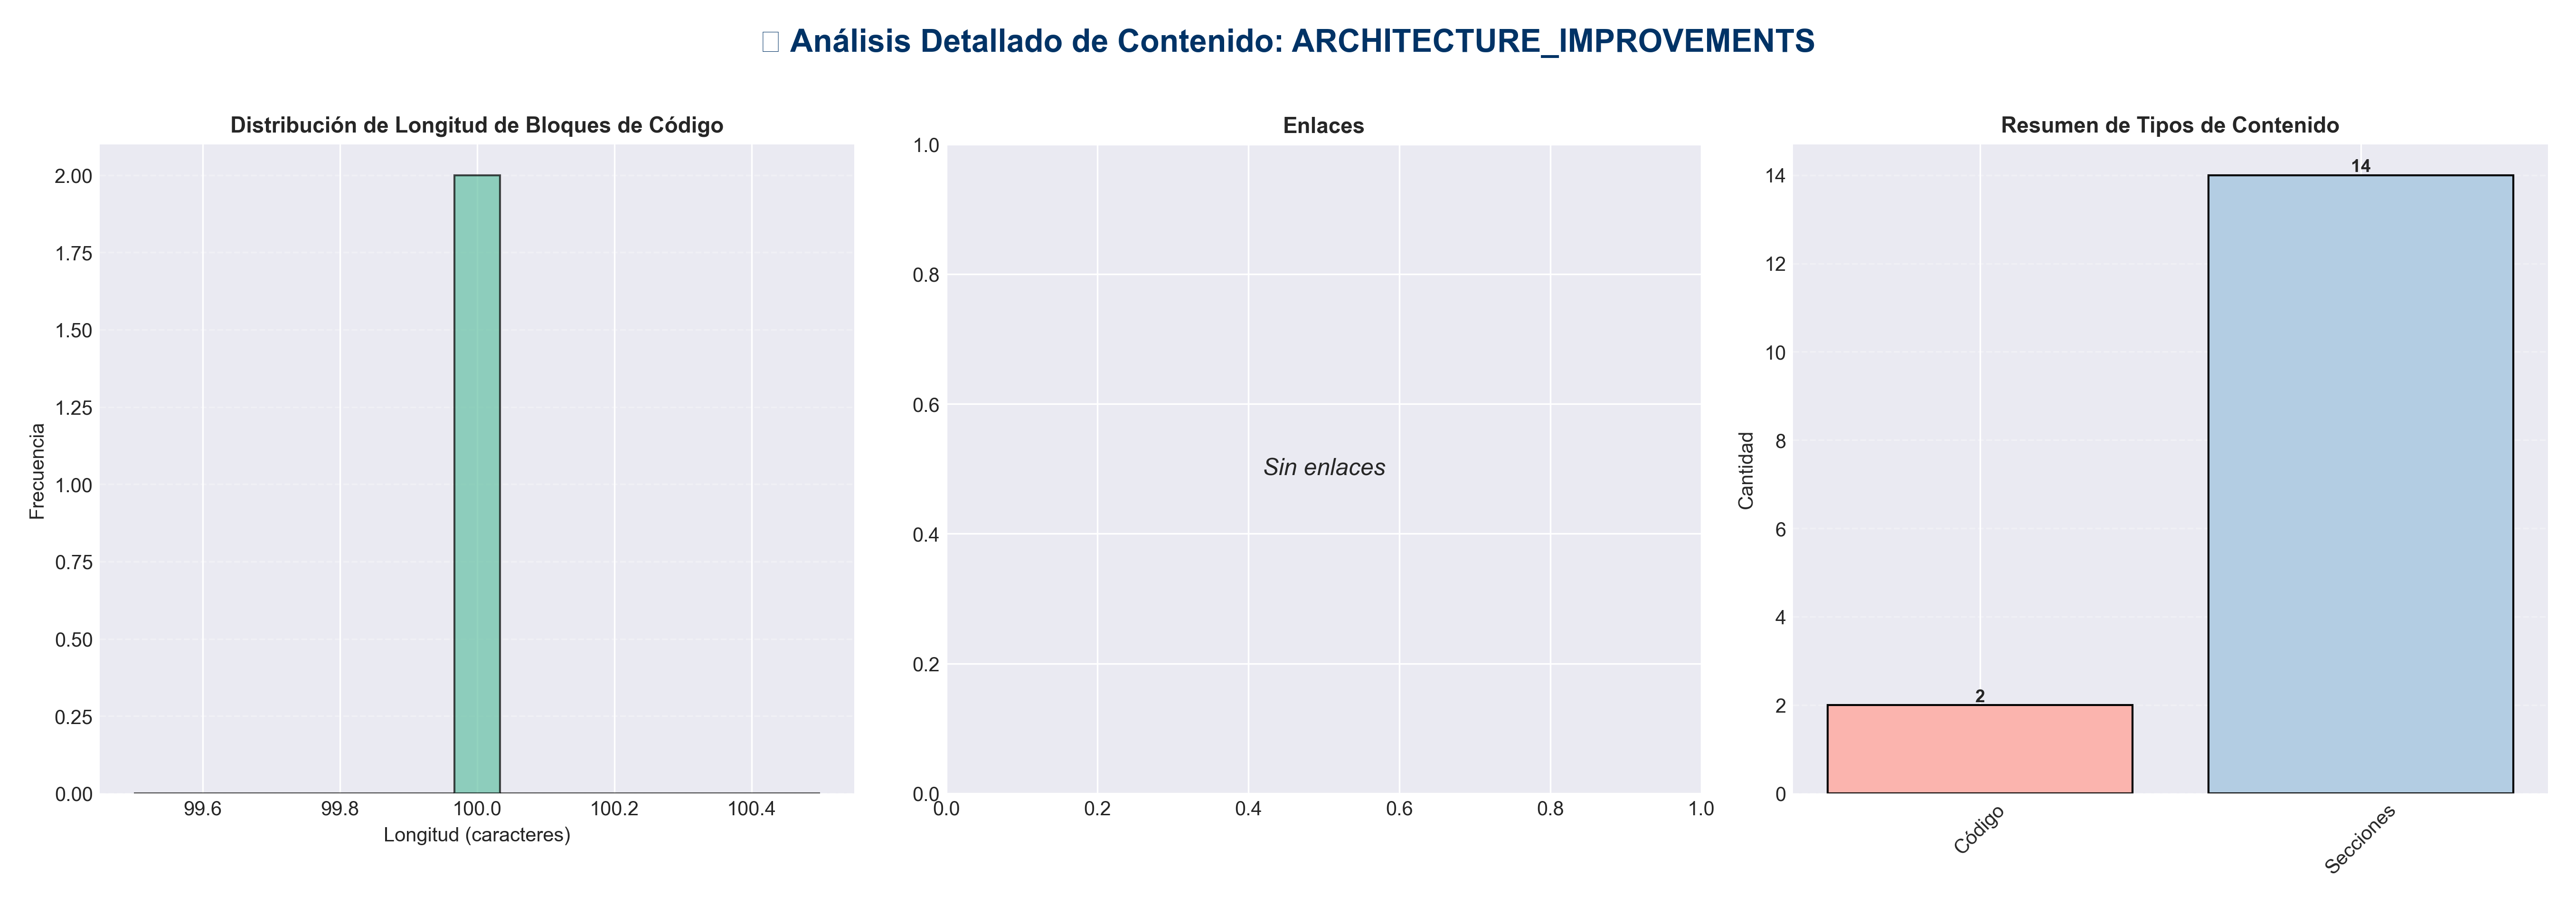 Análisis Detallado de Contenido: ARCHITECTURE_IMPROVEMENTS
Distribución de Longitud de Bloques de Código
Frecuencia
2.00
1.75
1.50
1.25
1.00
0.75
0.50
0.25
0.00
99.6 99.8 100.0 100.2 100.4
Longitud (caracteres)
Enlaces
1.0
0.8
0.6
0.4
0.2
0.0
Sin enlaces
0.0 0.2 0.4 0.6 0.8 1.0
Resumen de Tipos de Contenido
Cantidad
14
12
10
8
6
4
2
0
2
14
Código
Secciones